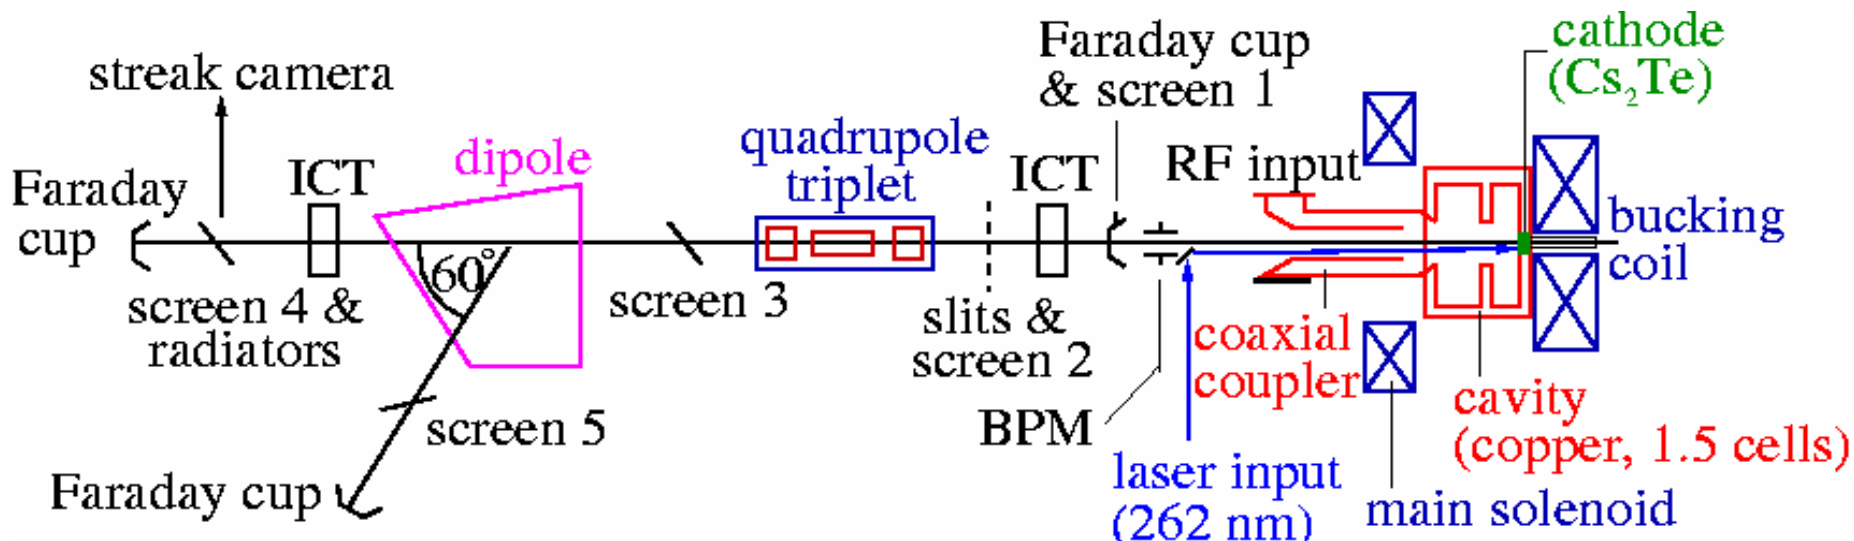 streak camera
Faraday
cup
ICT
dipole
60°
screen 4 &
radiators
screen 5
Faraday cup
screen 3
quadrupole
triplet
slits &
screen 2
ICT
Faraday cup
& screen 1
BPM
RF input
laser input
(262 nm)
coaxial
coupler
cathode
(Cs₂Te)
bucking
coil
cavity
(copper, 1.5 cells)
main solenoid